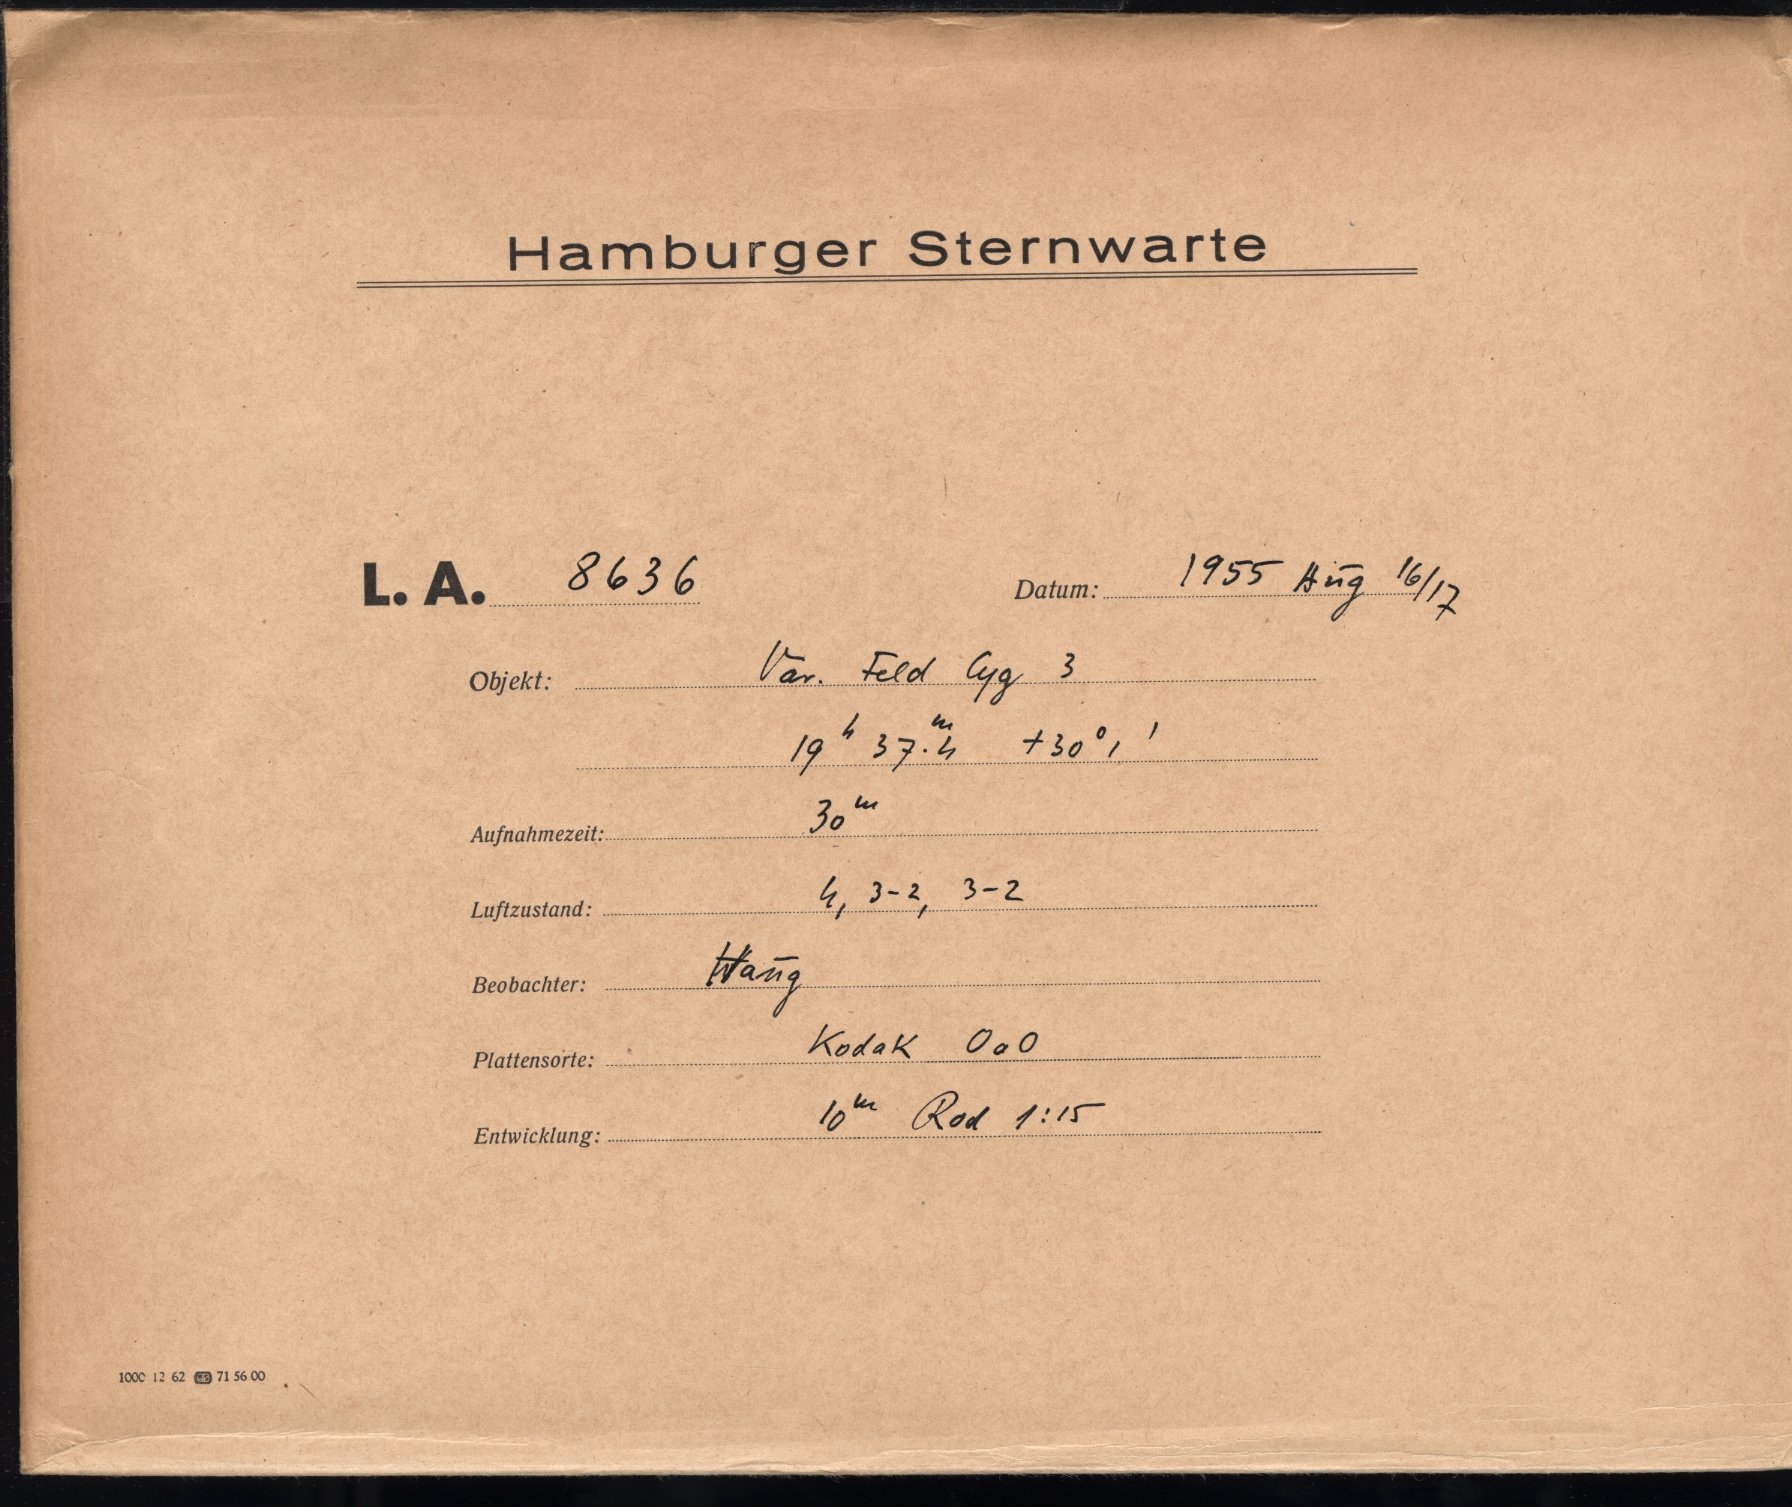 Hamburger Sternwarte
L. A. 8636 Datum: 1955 Aug 16/17
Objekt: Var. Feld Cyg 3
19ʰ 37.ᵐ4 +30° 1'
Aufnahmezeit: 30ᵐ
Luftzustand: 4, 3-2, 3-2
Beobachter: Haug
Plattensorte: Kodak OaO
Entwicklung: 10ᵐ Rod 1:15
1000 12 62 71 56 00